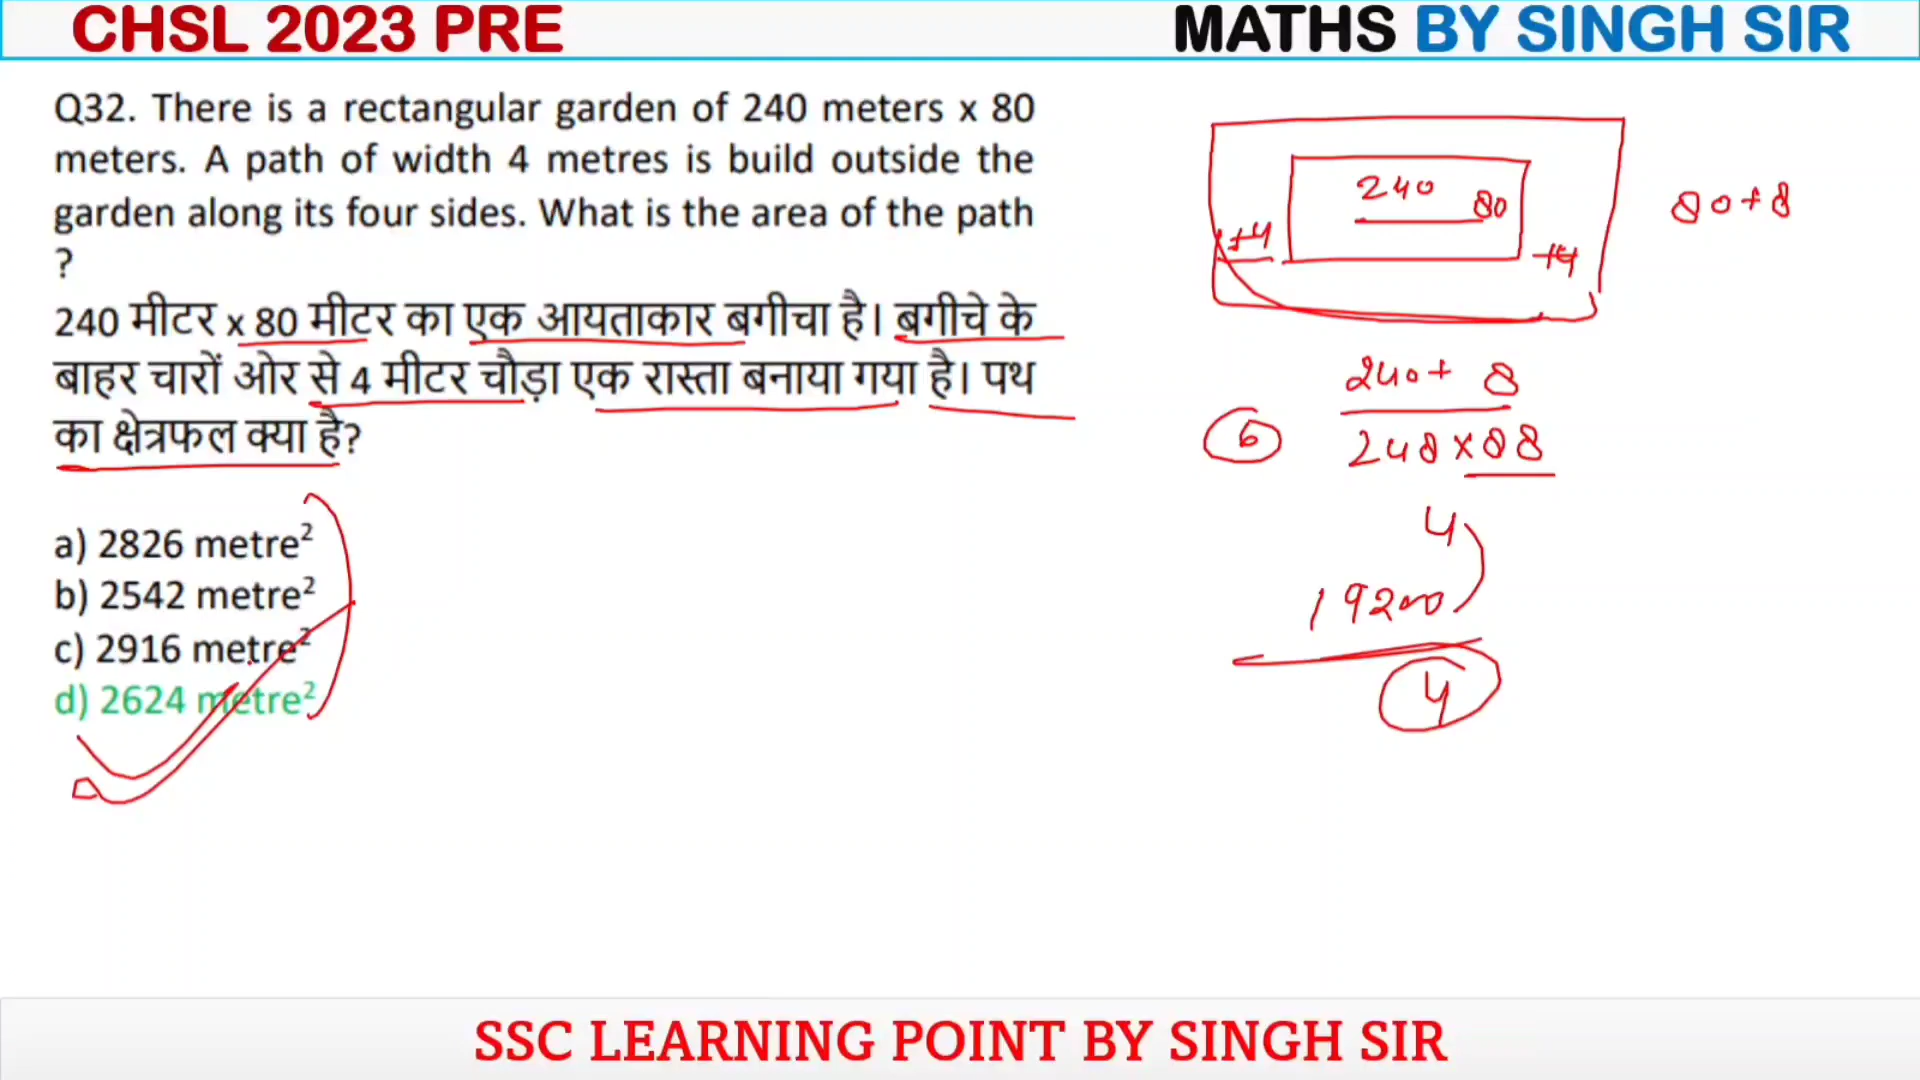 CHSL 2023 PRE
MATHS BY SINGH SIR
Q32. There is a rectangular garden of 240 meters x 80
meters. A path of width 4 metres is build outside the
garden along its four sides. What is the area of the path
?
240 मीटर x 80 मीटर का एक आयताकार बगीचा है। बगीचे के
बाहर चारों ओर से 4 मीटर चौड़ा एक रास्ता बनाया गया है। पथ
का क्षेत्रफल क्या है?
a) 2826 metre²
b) 2542 metre²
c) 2916 metre²
d) 2624 metre²
240
80
+4
+4
80+8
240+ 8
6
248×88
4
19200
4
SSC LEARNING POINT BY SINGH SIR